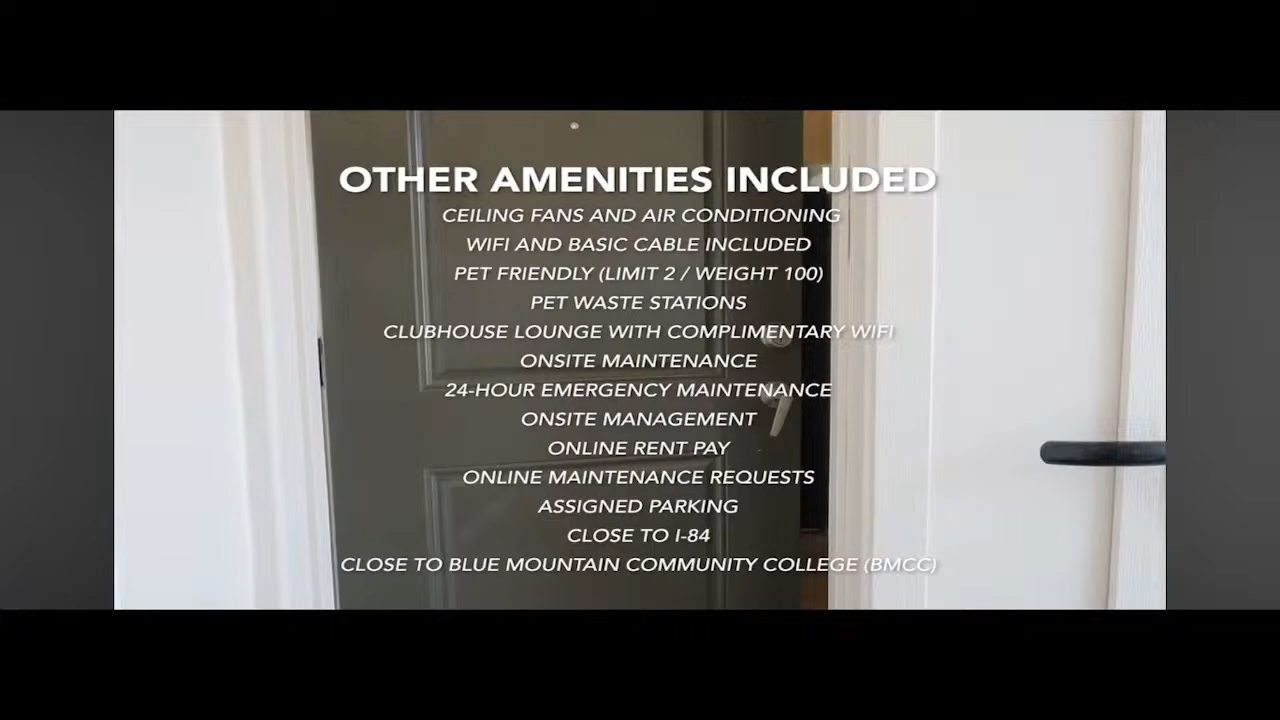 OTHER AMENITIES INCLUDED
CEILING FANS AND AIR CONDITIONING
WIFI AND BASIC CABLE INCLUDED
PET FRIENDLY (LIMIT 2 / WEIGHT 100)
PET WASTE STATIONS
CLUBHOUSE LOUNGE WITH COMPLIMENTARY WIFI
ONSITE MAINTENANCE
24-HOUR EMERGENCY MAINTENANCE
ONSITE MANAGEMENT
ONLINE RENT PAY
ONLINE MAINTENANCE REQUESTS
ASSIGNED PARKING
CLOSE TO I-84
CLOSE TO BLUE MOUNTAIN COMMUNITY COLLEGE (BMCC)